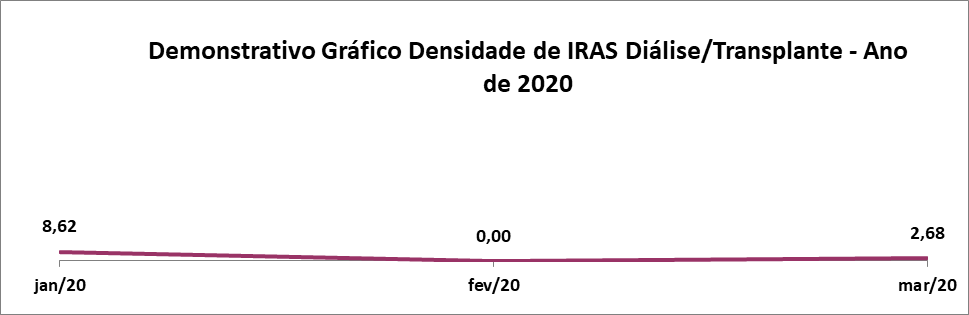 Demonstrativo Gráfico Densidade de IRAS Diálise/Transplante - Ano
de 2020
8,62
0,00
2,68
jan/20
fev/20
mar/20